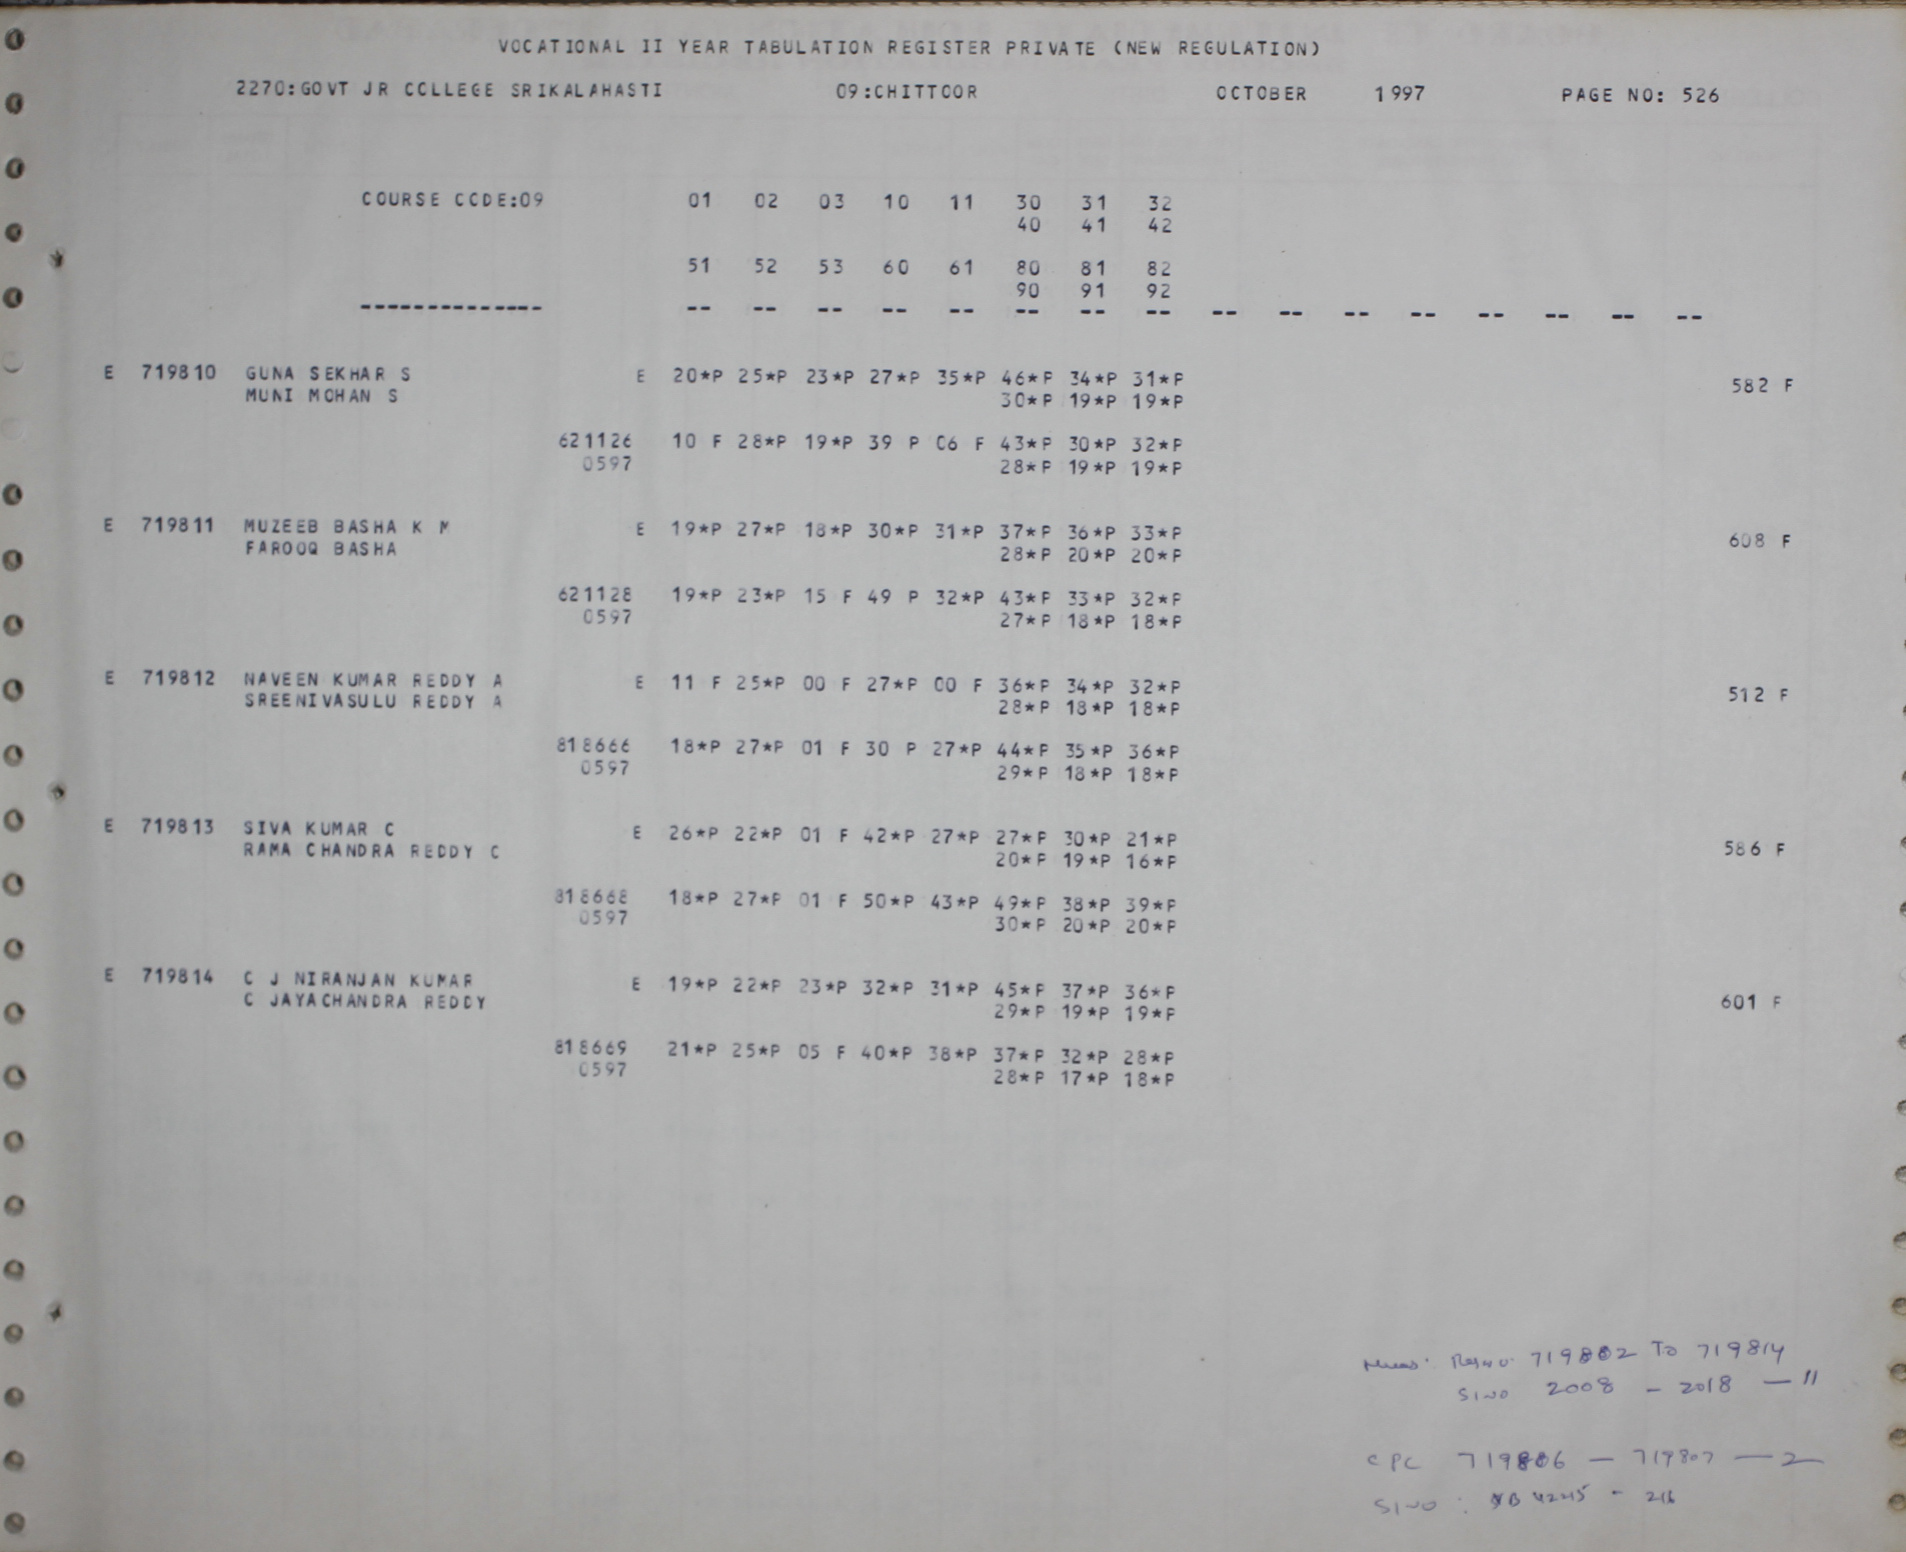 VOCATIONAL II YEAR TABULATION REGISTER PRIVATE (NEW REGULATION)
2270:GOVT JR COLLEGE SRIKALAHASTI 09:CHITTOOR OCTOBER 1997 PAGE NO: 526
COURSE CODE:09 01 02 03 10 11 30 31 32
40 41 42
51 52 53 60 61 80 81 82
90 91 92
-------------- -- -- -- -- -- -- -- -- -- -- -- -- -- -- -- --
E 719810 GUNA SEKHAR S E 20*P 25*P 23*P 27*P 35*P 46*P 34*P 31*P 582 F
MUNI MOHAN S 30*P 19*P 19*P
621126 10 F 28*P 19*P 39 P 06 F 43*P 30*P 32*P
0597 28*P 19*P 19*P
E 719811 MUZEEB BASHA K M E 19*P 27*P 18*P 30*P 31*P 37*P 36*P 33*P 608 F
FAROOQ BASHA 28*P 20*P 20*P
621128 19*P 23*P 15 F 49 P 32*P 43*P 33*P 32*P
0597 27*P 18*P 18*P
E 719812 NAVEEN KUMAR REDDY A E 11 F 25*P 00 F 27*P 00 F 36*P 34*P 32*P 512 F
SREENIVASULU REDDY A 28*P 18*P 18*P
818666 18*P 27*P 01 F 30 P 27*P 44*P 35*P 36*P
0597 29*P 18*P 18*P
E 719813 SIVA KUMAR C E 26*P 22*P 01 F 42*P 27*P 27*P 30*P 21*P 586 F
RAMA CHANDRA REDDY C 20*P 19*P 16*P
818668 18*P 27*P 01 F 50*P 43*P 49*P 38*P 39*P
0597 30*P 20*P 20*P
E 719814 C J NIRANJAN KUMAR E 19*P 22*P 23*P 32*P 31*P 45*P 37*P 36*P 601 F
C JAYACHANDRA REDDY 29*P 19*P 19*P
818669 21*P 25*P 05 F 40*P 38*P 37*P 32*P 28*P
0597 28*P 17*P 18*P
719802 To 719814
SINO 2008 - 2018 - 11
CPC 719806 - 719807 - 2
SINO : 42215 - 216